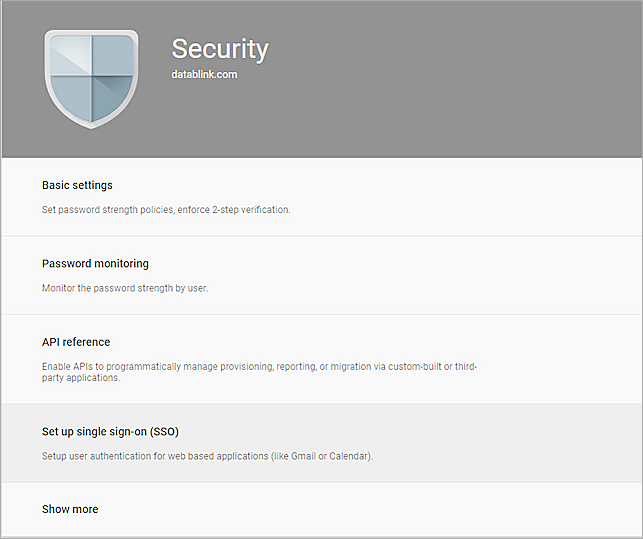 Security
datablink.com
Basic settings
Set password strength policies, enforce 2-step verification.
Password monitoring
Monitor the password strength by user.
API reference
Enable APIs to programmatically manage provisioning, reporting, or migration via custom-built or third-
party applications.
Set up single sign-on (SSO)
Setup user authentication for web based applications (like Gmail or Calendar).
Show more